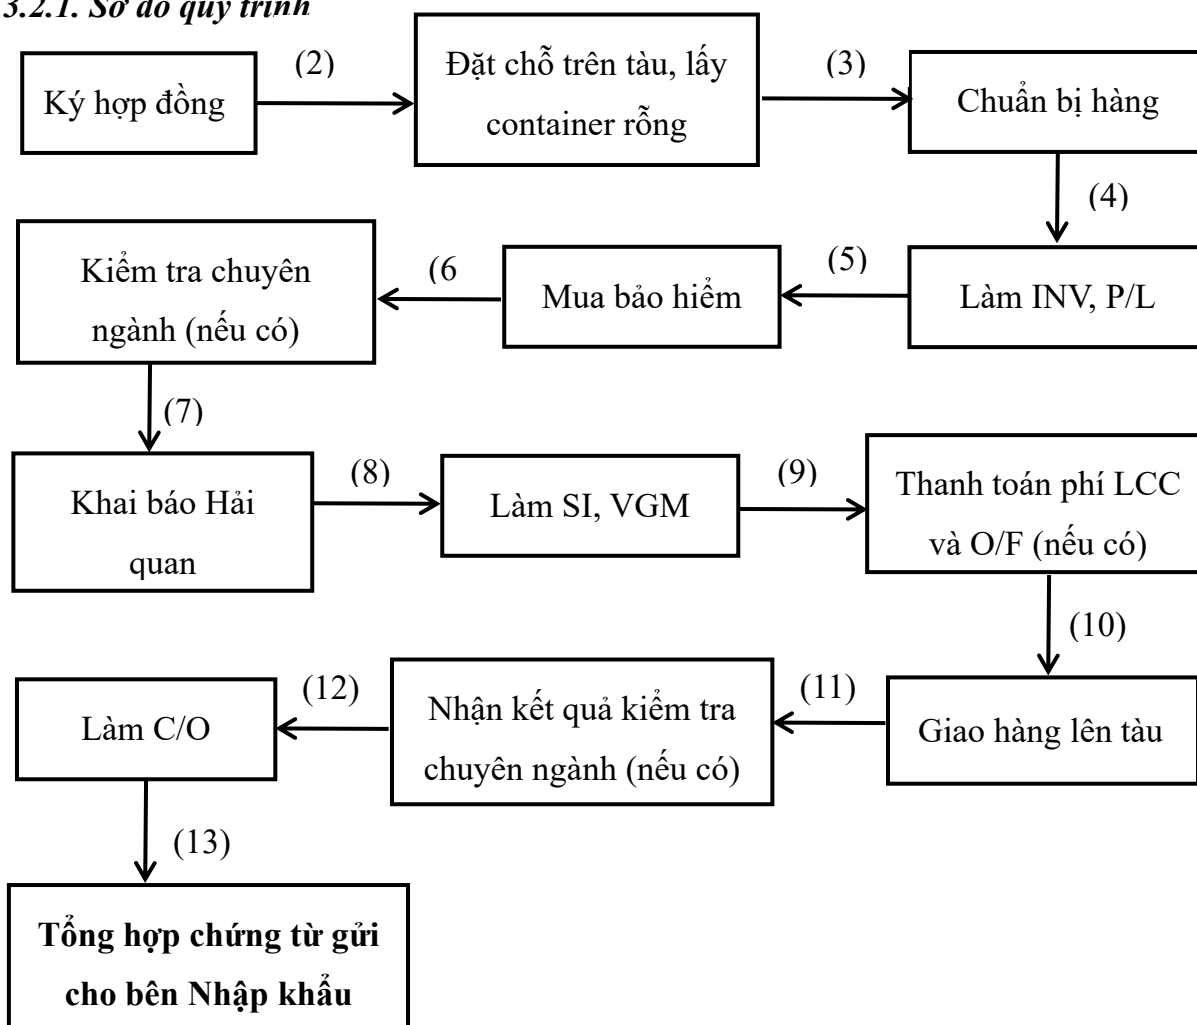 3.2.1. Sơ đồ quy trình
Ký hợp đồng
(2)
Đặt chỗ trên tàu, lấy
container rỗng
(3)
Chuẩn bị hàng
(4)
Làm INV, P/L
(5)
Mua bảo hiểm
(6
Kiểm tra chuyên
ngành (nếu có)
(7)
Khai báo Hải
quan
(8)
Làm SI, VGM
(9)
Thanh toán phí LCC
và O/F (nếu có)
(10)
Giao hàng lên tàu
(11)
Nhận kết quả kiểm tra
chuyên ngành (nếu có)
(12)
Làm C/O
(13)
Tổng hợp chứng từ gửi
cho bên Nhập khẩu